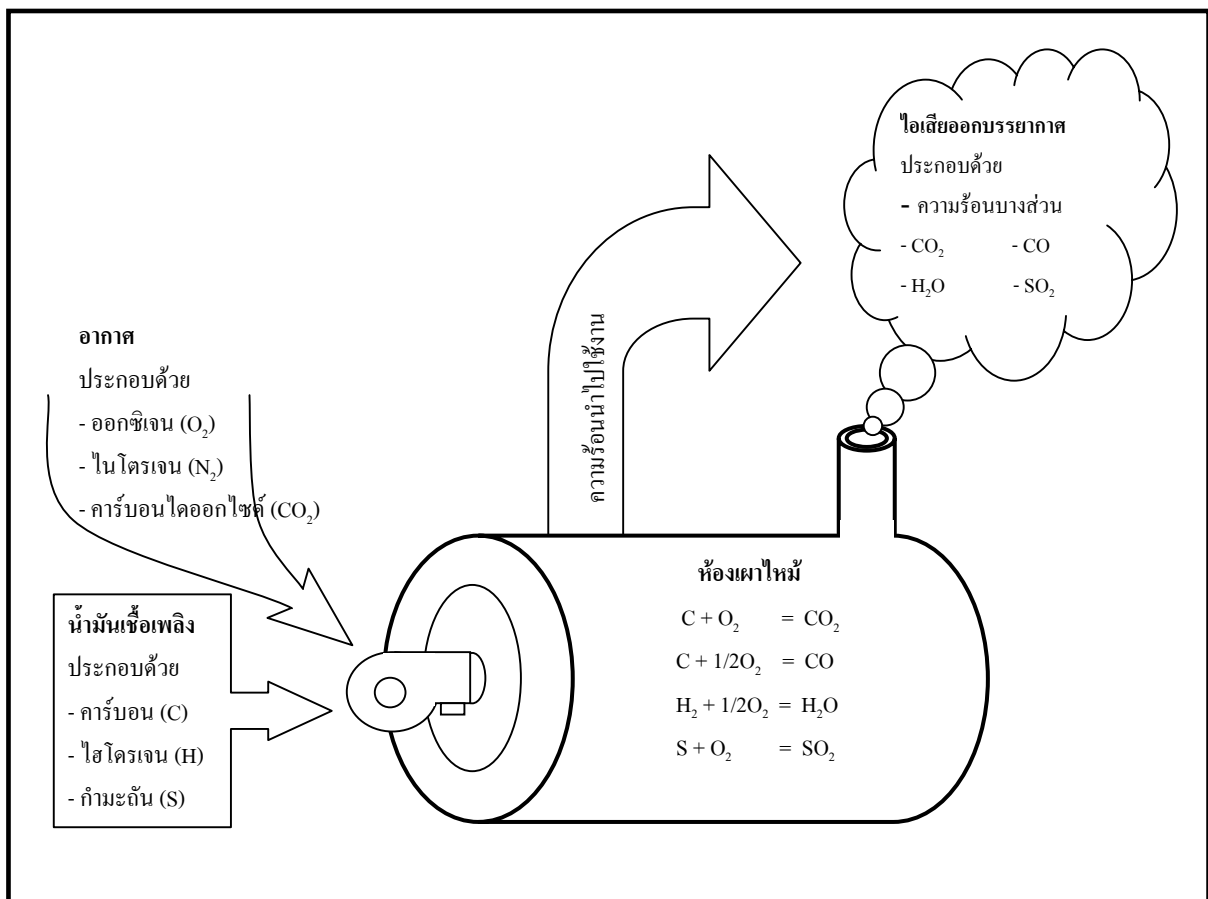 ไอเสียออกบรรยากาศ
ประกอบด้วย
- ความร้อนบางส่วน
- CO₂ - CO
- H₂O - SO₂
ความร้อนนำไปใช้งาน
อากาศ
ประกอบด้วย
- ออกซิเจน (O₂)
- ไนโตรเจน (N₂)
- คาร์บอนไดออกไซด์ (CO₂)
น้ำมันเชื้อเพลิง
ประกอบด้วย
- คาร์บอน (C)
- ไฮโดรเจน (H)
- กำมะถัน (S)
ห้องเผาไหม้
C + O₂ = CO₂
C + 1/2O₂ = CO
H₂ + 1/2O₂ = H₂O
S + O₂ = SO₂